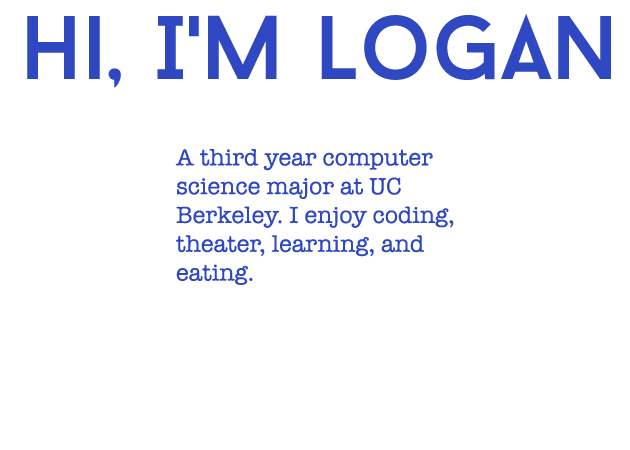 HI, I'M LOGAN
A third year computer
science major at UC
Berkeley. I enjoy coding,
theater, learning, and
eating.